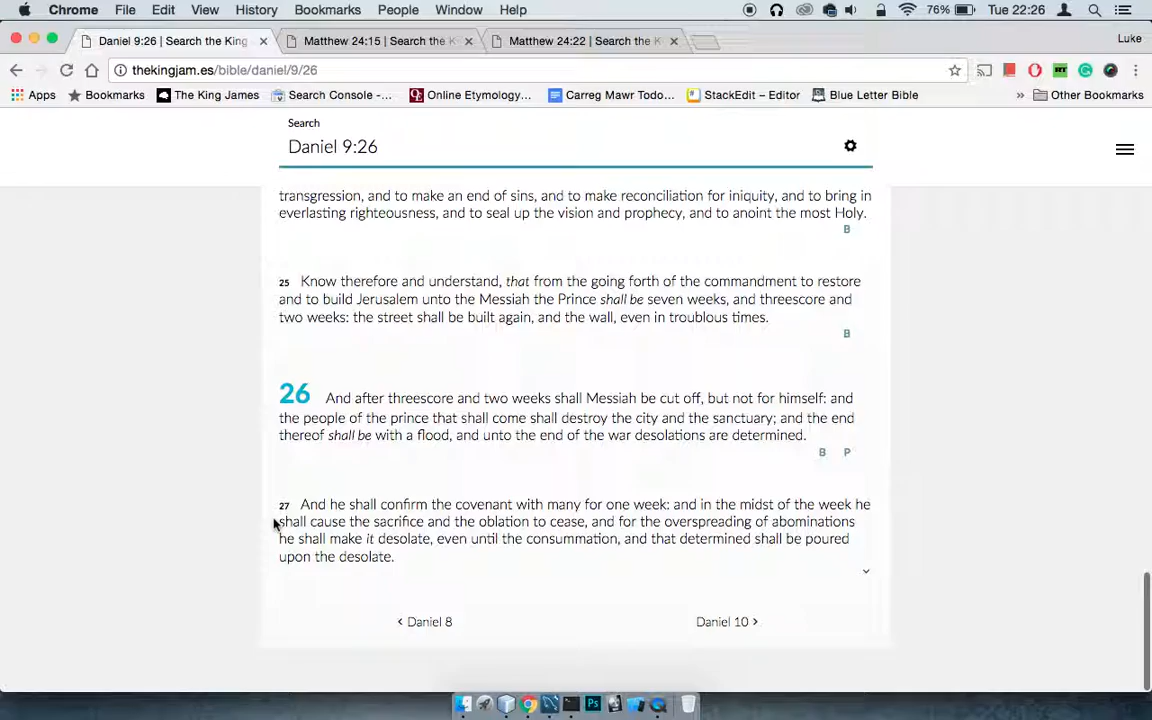 Chrome File Edit View History Bookmarks People Window Help 76% Tue 22:26
Daniel 9:26 | Search the King Matthew 24:15 | Search the K Matthew 24:22 | Search the K Luke
thekingjam.es/bible/daniel/9/26
Apps Bookmarks The King James Search Console -... Online Etymology... Carreg Mawr Todo... StackEdit – Editor Blue Letter Bible » Other Bookmarks
Search
Daniel 9:26
transgression, and to make an end of sins, and to make reconciliation for iniquity, and to bring in
everlasting righteousness, and to seal up the vision and prophecy, and to anoint the most Holy.
B
25 Know therefore and understand, that from the going forth of the commandment to restore
and to build Jerusalem unto the Messiah the Prince shall be seven weeks, and threescore and
two weeks: the street shall be built again, and the wall, even in troublous times.
B
26 And after threescore and two weeks shall Messiah be cut off, but not for himself: and
the people of the prince that shall come shall destroy the city and the sanctuary; and the end
thereof shall be with a flood, and unto the end of the war desolations are determined.
B P
27 And he shall confirm the covenant with many for one week: and in the midst of the week he
shall cause the sacrifice and the oblation to cease, and for the overspreading of abominations
he shall make it desolate, even until the consummation, and that determined shall be poured
upon the desolate.
Daniel 8 Daniel 10
Ps